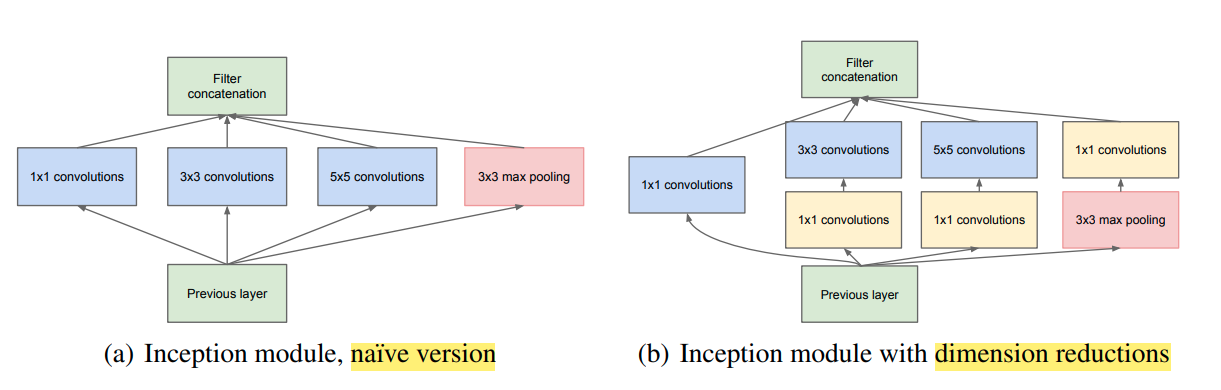 Filter
concatenation
1x1 convolutions
3x3 convolutions
5x5 convolutions
3x3 max pooling
Previous layer
(a) Inception module, naïve version
Filter
concatenation
3x3 convolutions
5x5 convolutions
1x1 convolutions
1x1 convolutions
1x1 convolutions
1x1 convolutions
3x3 max pooling
Previous layer
(b) Inception module with dimension reductions